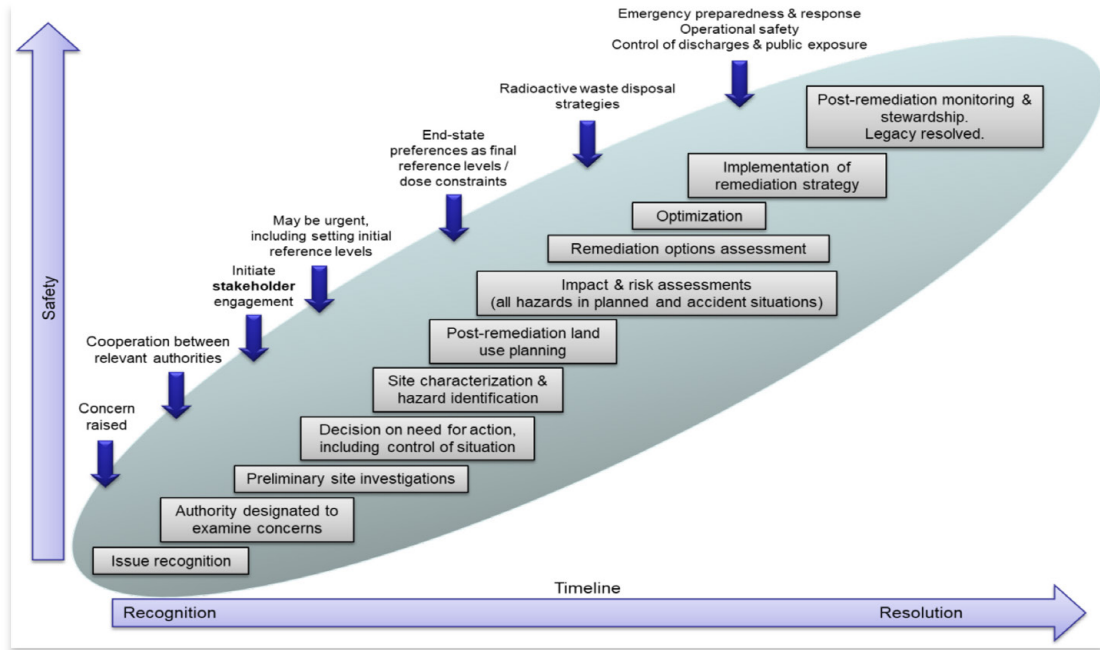 Emergency preparedness & response
Operational safety
Control of discharges & public exposure
Radioactive waste disposal
strategies
End-state
preferences as final
reference levels /
dose constraints
May be urgent,
including setting initial
reference levels
Initiate
stakeholder
engagement
Cooperation between
relevant authorities
Concern
raised
Safety
Post-remediation monitoring &
stewardship.
Legacy resolved.
Implementation of
remediation strategy
Optimization
Remediation options assessment
Impact & risk assessments
(all hazards in planned and accident situations)
Post-remediation land
use planning
Site characterization &
hazard identification
Decision on need for action,
including control of situation
Preliminary site investigations
Authority designated to
examine concerns
Issue recognition
Timeline
Recognition
Resolution